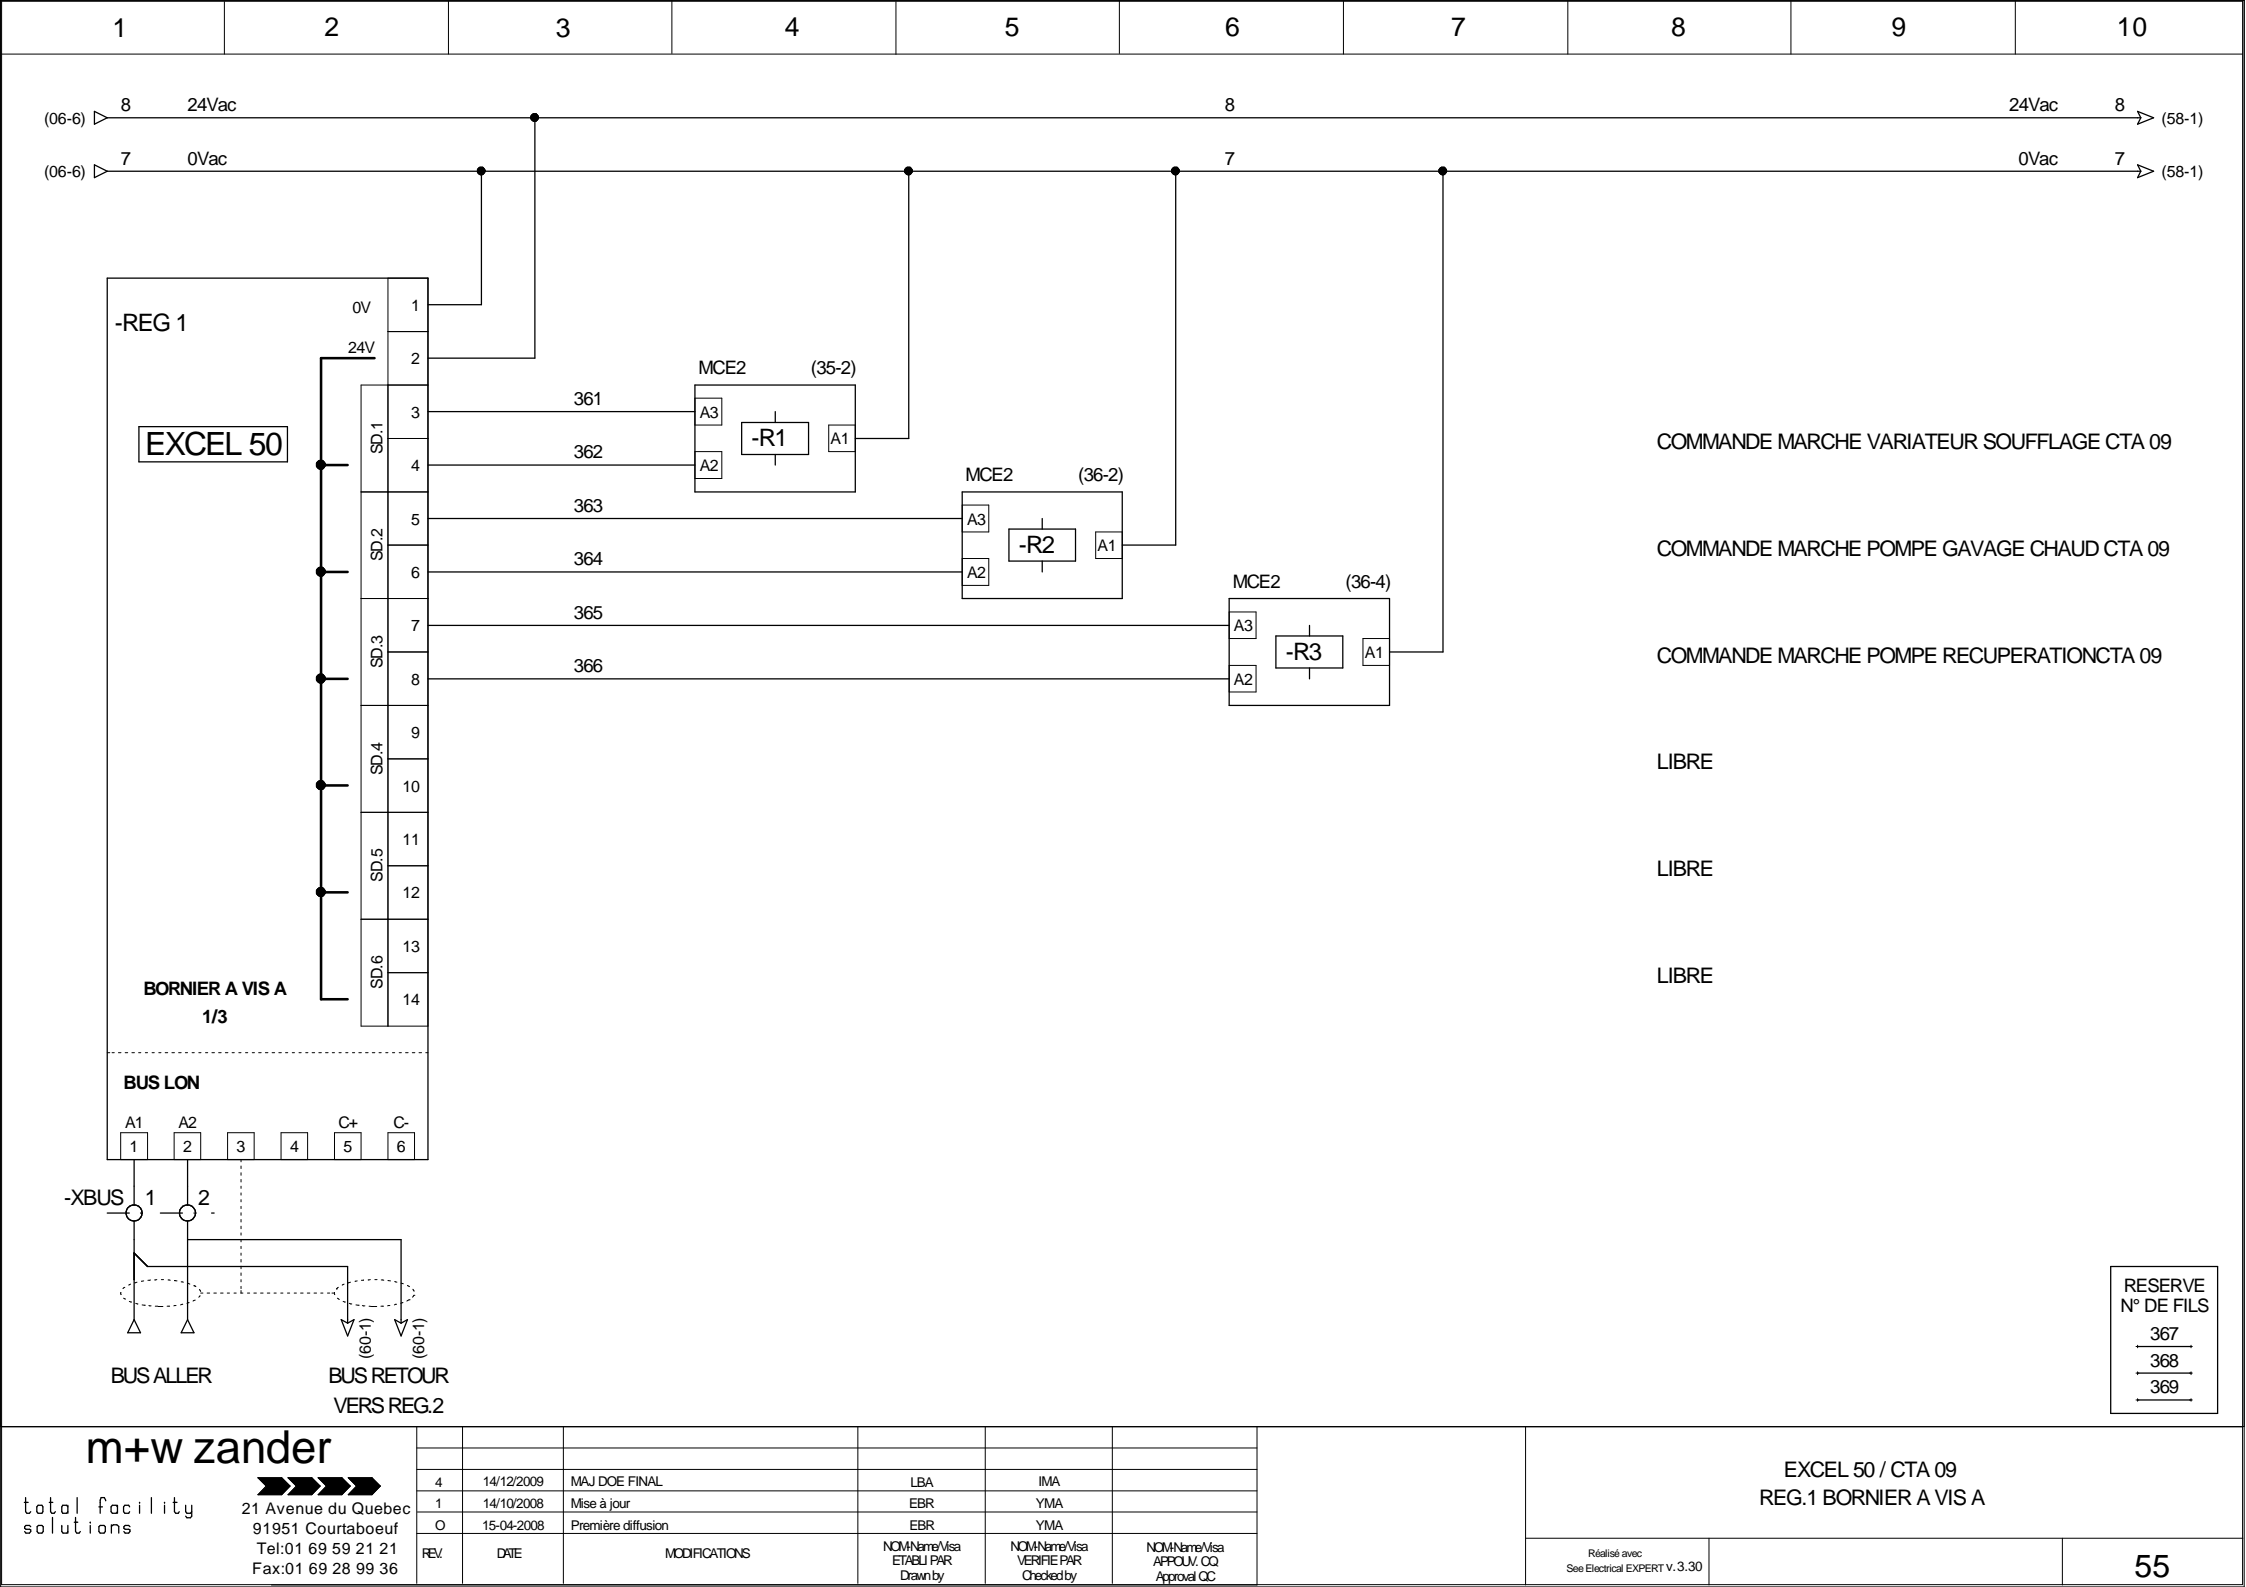 1 2 3 4 5 6 7 8 9 10
(06-6) 8 24Vac 8 24Vac 8 (58-1)
(06-6) 7 0Vac 7 0Vac 7 (58-1)
-REG 1
0V 1
24V 2
EXCEL 50
SD.1
3
4
SD.2
5
6
SD.3
7
8
SD.4
9
10
SD.5
11
12
SD.6
13
14
361
362
363
364
365
366
MCE2 (35-2)
A3
-R1
A1
A2
MCE2 (36-2)
A3
-R2
A1
A2
MCE2 (36-4)
A3
-R3
A1
A2
COMMANDE MARCHE VARIATEUR SOUFFLAGE CTA 09
COMMANDE MARCHE POMPE GAVAGE CHAUD CTA 09
COMMANDE MARCHE POMPE RECUPERATIONCTA 09
LIBRE
LIBRE
LIBRE
BORNIER A VIS A
1/3
BUS LON
A1 A2 C+ C-
1 2 3 4 5 6
-XBUS 1 2
(60-1) (60-1)
BUS ALLER
BUS RETOUR
VERS REG.2
RESERVE
N° DE FILS
367
368
369
m+w zander
total facility
solutions
21 Avenue du Quebec
91951 Courtaboeuf
Tel:01 69 59 21 21
Fax:01 69 28 99 36
4 14/12/2009 MAJ DOE FINAL LBA IMA
1 14/10/2008 Mise à jour EBR YMA
O 15-04-2008 Première diffusion EBR YMA
REV. DATE MODIFICATIONS
NOM-Name/Visa
ETABLI PAR
Drawn by
NOM-Name/Visa
VERIFIE PAR
Checked by
NOM-Name/Visa
APPOUV. CQ
Approval QC
EXCEL 50 / CTA 09
REG.1 BORNIER A VIS A
Réalisé avec
See Electrical EXPERT V.3.30
55